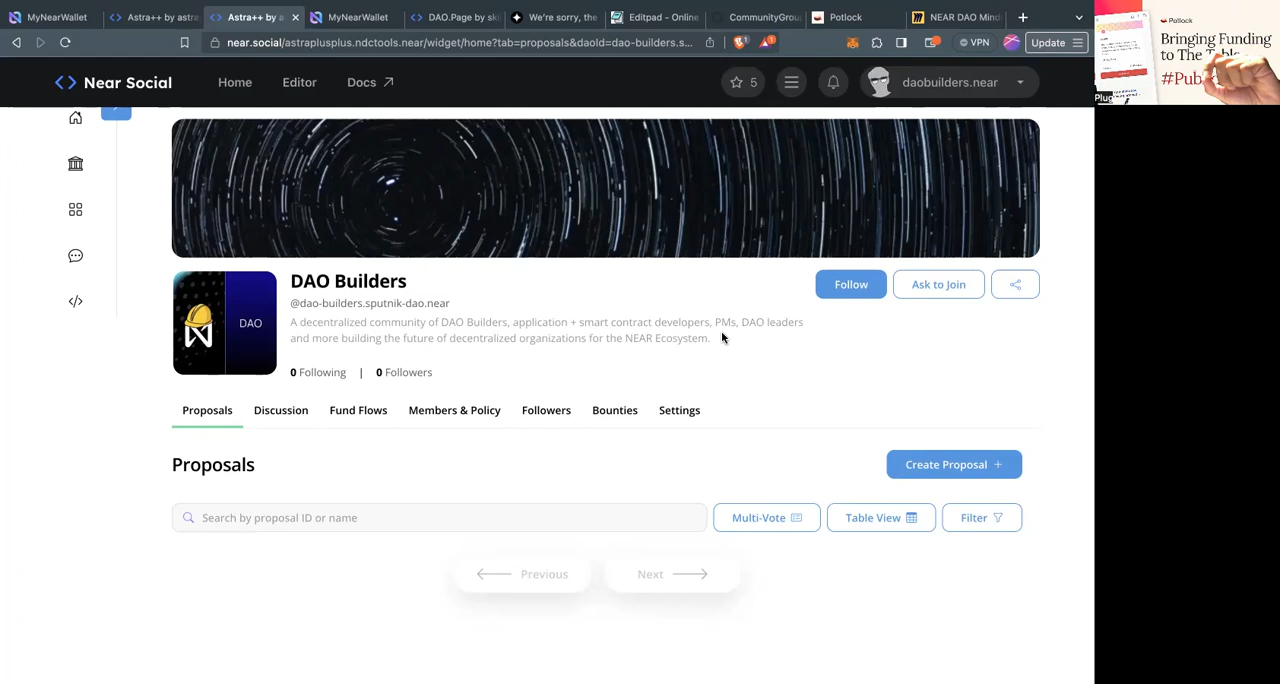 MyNearWallet
Astra++ by astra
Astra++ by a
MyNearWallet
DAO.Page by sk
We're sorry, the
Editpad - Online
CommunityGrou
Potlock
NEAR DAO Mind
near.social/astraplusplus.ndctools.near/widget/home?tab=proposals&daoId=dao-builders.s...
VPN
Update
Near Social
Home
Editor
Docs
5
daobuilders.near
DAO
DAO Builders
@dao-builders.sputnik-dao.near
A decentralized community of DAO Builders, application + smart contract developers, PMs, DAO leaders
and more building the future of decentralized organizations for the NEAR Ecosystem.
0 Following | 0 Followers
Follow
Ask to Join
Proposals
Discussion
Fund Flows
Members & Policy
Followers
Bounties
Settings
Proposals
Create Proposal +
Search by proposal ID or name
Multi-Vote
Table View
Filter
Previous
Next
Potlock
Bringing Funding
to The
#Pub
Plug